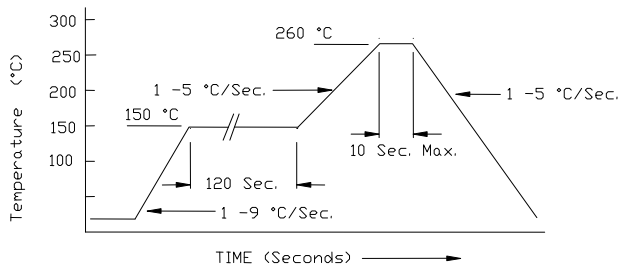 300
260 °C
250
200
1 -5 °C/Sec.
1 -5 °C/Sec.
150 °C
150
10 Sec. Max.
100
120 Sec.
1 -9 °C/Sec.
Temperature (°C)
TIME (Seconds)